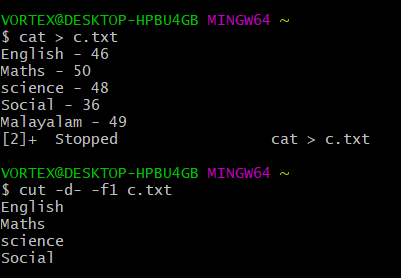 VORTEX@DESKTOP-HPBU4GB MINGW64 ~
$ cat > c.txt
English - 46
Maths - 50
science - 48
Social - 36
Malayalam - 49
[2]+  Stopped                 cat > c.txt
VORTEX@DESKTOP-HPBU4GB MINGW64 ~
$ cut -d- -f1 c.txt
English
Maths
science
Social